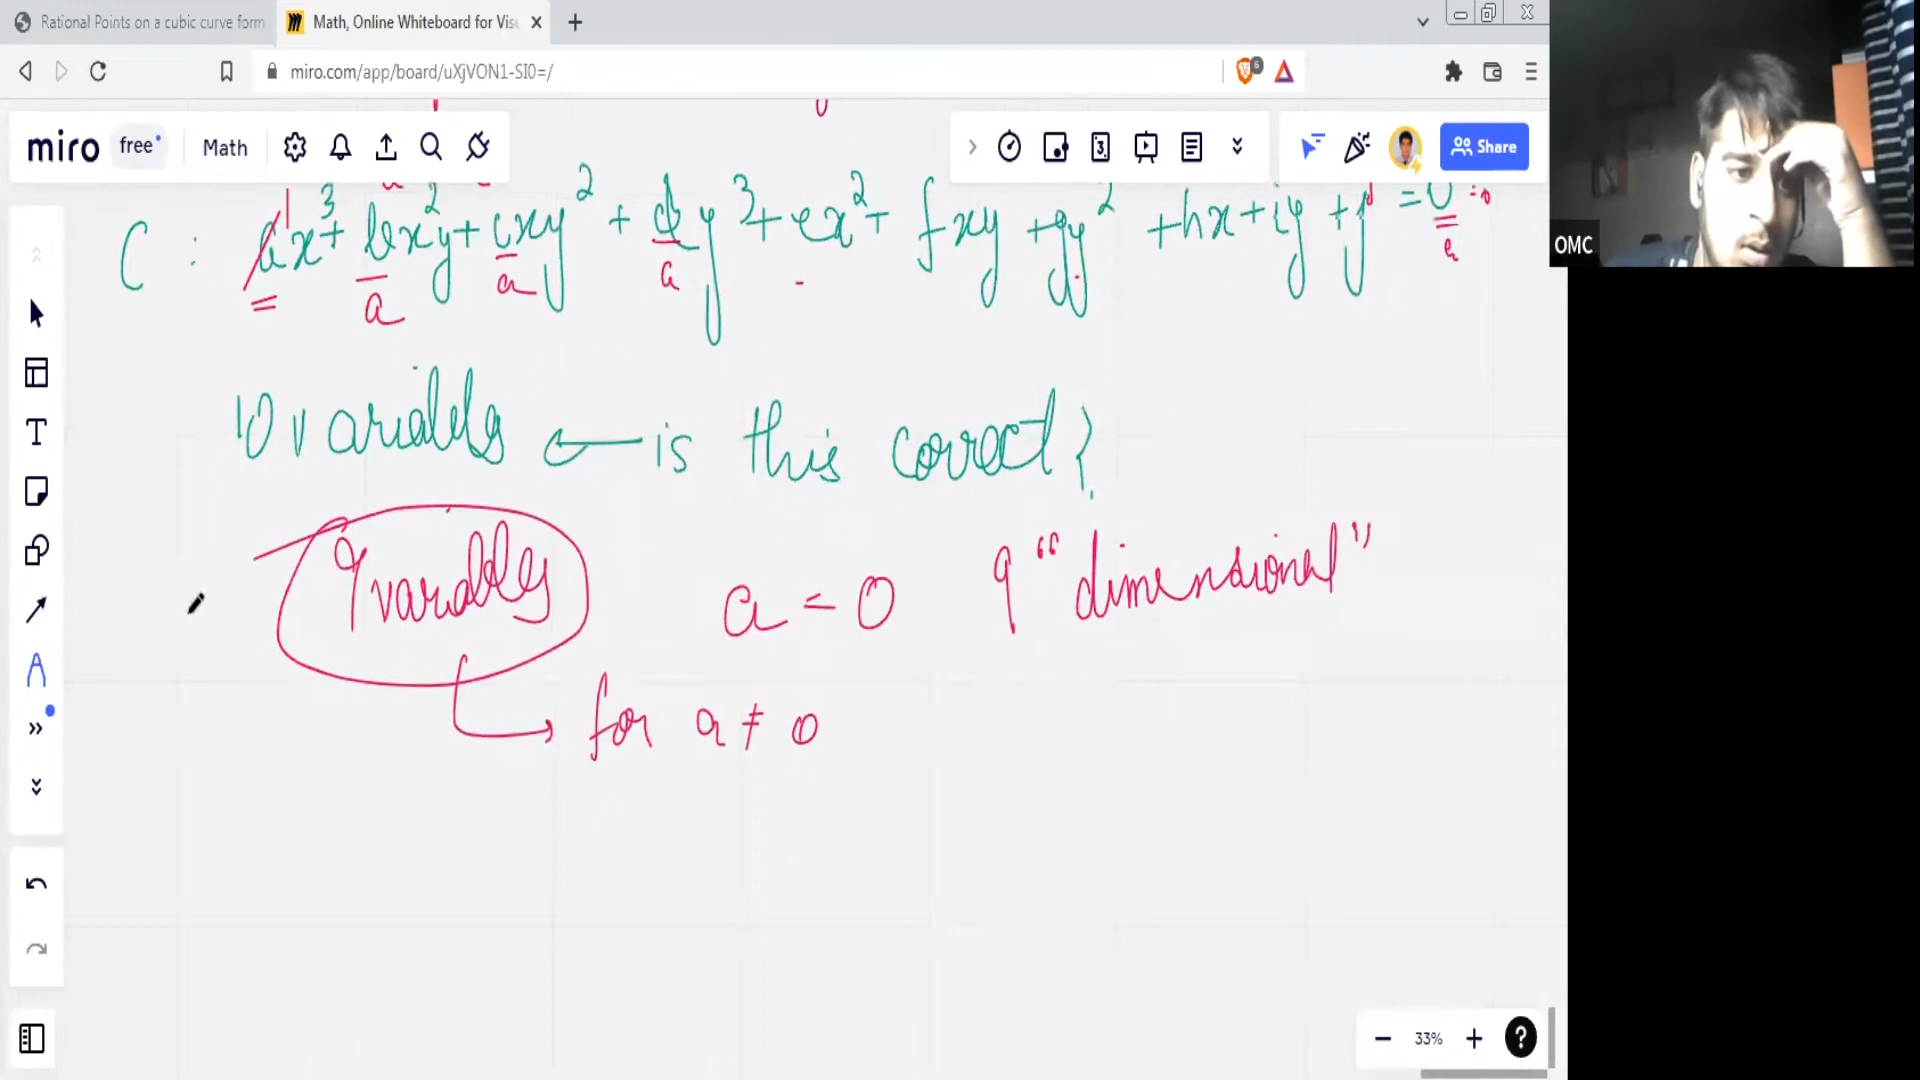 Rational Points on a cubic curve form
Math, Online Whiteboard for Vis
miro.com/app/board/uXjVON1-SI0=/
6
miro free Math
3
Share
OMC
C : ax³ + bx²y + cxy² + dy³ + ex² + fxy + gy² + hx + iy + j = 0
a a a a
10 variables ← is this correct?
9 variables a = 0 9 "dimensional"
↳ for a ≠ 0
33%
?